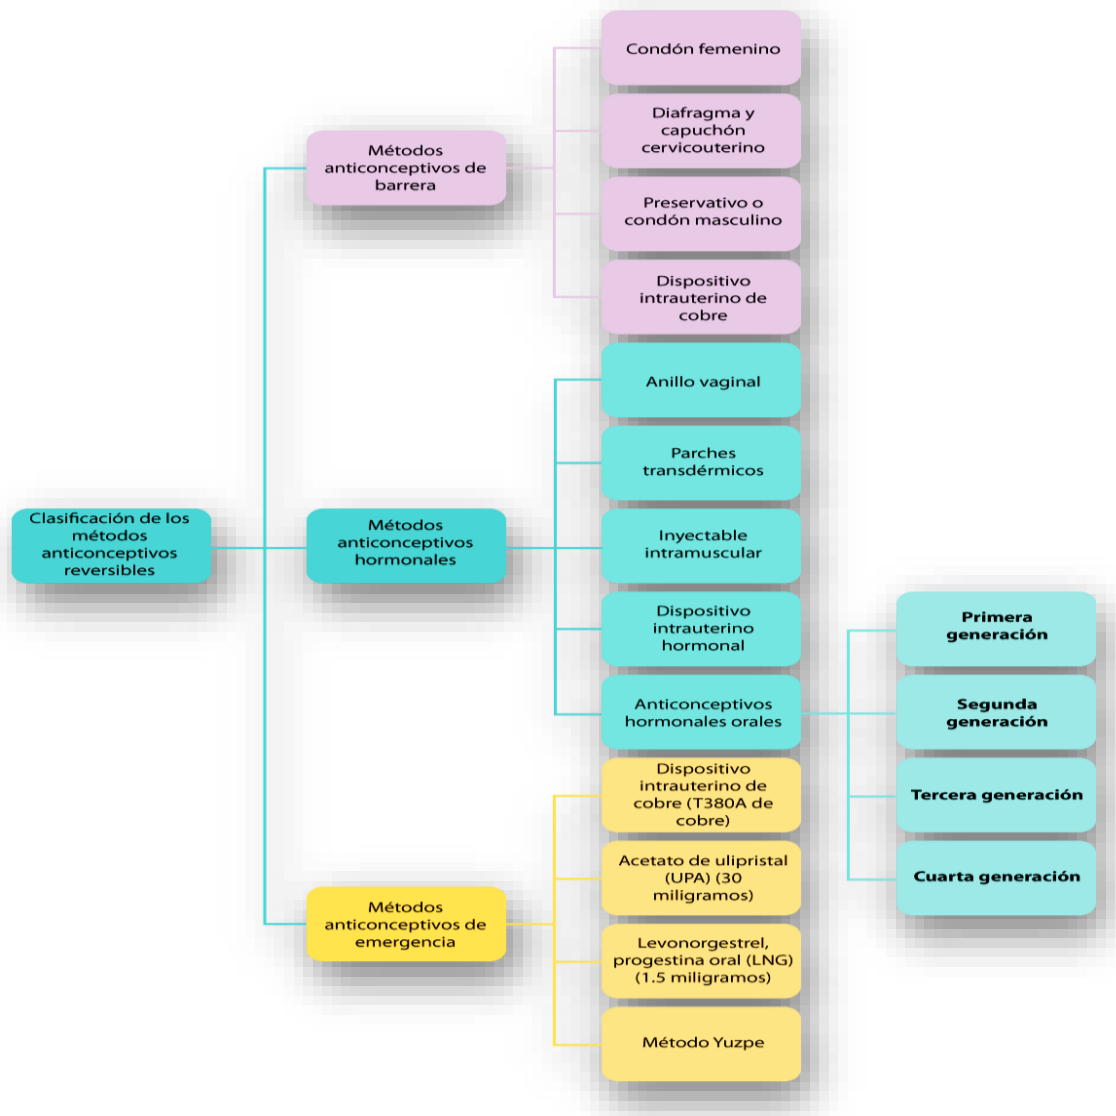 Clasificación de los
métodos
anticonceptivos
reversibles
Métodos
anticonceptivos de
barrera
Condón femenino
Diafragma y
capuchón
cervicouterino
Preservativo o
condón masculino
Dispositivo
intrauterino de
cobre
Métodos
anticonceptivos
hormonales
Anillo vaginal
Parches
transdérmicos
Inyectable
intramuscular
Dispositivo
intrauterino
hormonal
Anticonceptivos
hormonales orales
Primera
generación
Segunda
generación
Tercera generación
Cuarta generación
Métodos
anticonceptivos de
emergencia
Dispositivo
intrauterino de
cobre (T380A de
cobre)
Acetato de ulipristal
(UPA) (30
miligramos)
Levonorgestrel,
progestina oral (LNG)
(1.5 miligramos)
Método Yuzpe